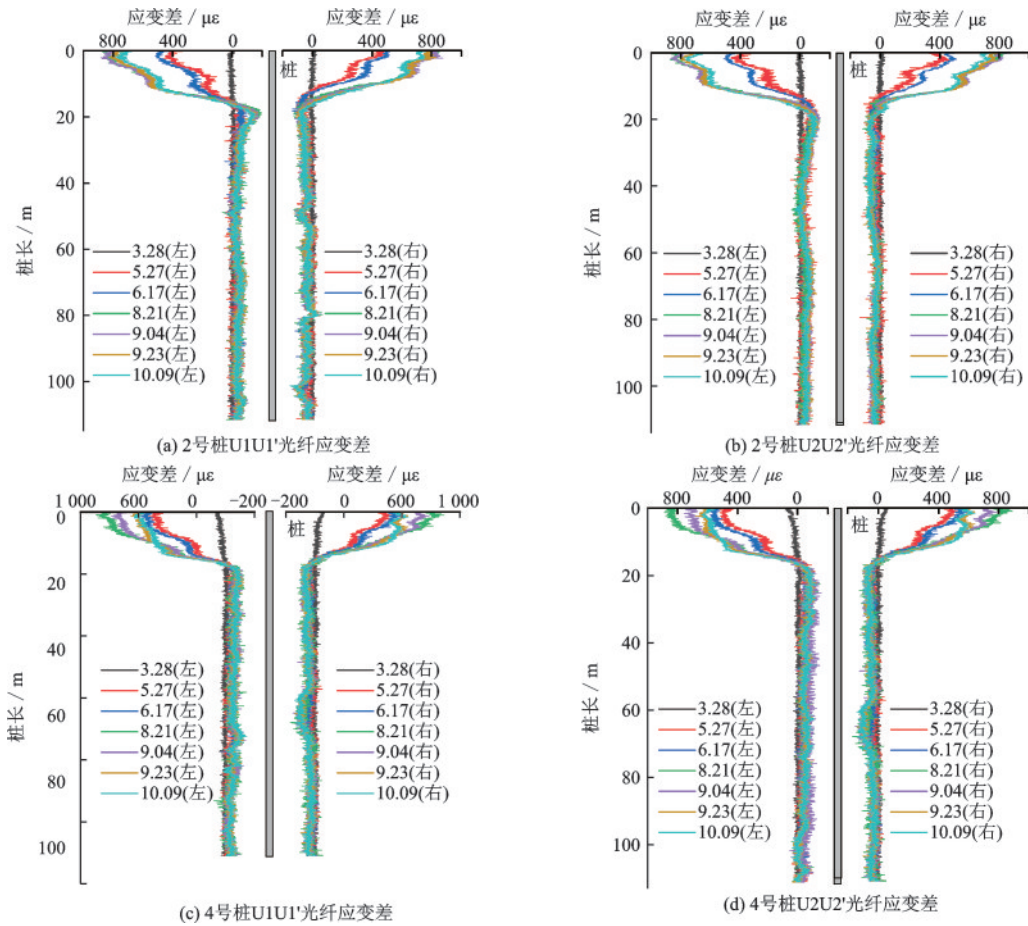 应变差 / με
应变差 / με
800 400 0
0 400 800
0
20
40
60
80
100
桩长 / m
桩
3.28(左)
5.27(左)
6.17(左)
8.21(左)
9.04(左)
9.23(左)
10.09(左)
3.28(右)
5.27(右)
6.17(右)
8.21(右)
9.04(右)
9.23(右)
10.09(右)
(a) 2号桩U1U1'光纤应变差
应变差 / με
应变差 / με
800 400 0
0 400 800
0
20
40
60
80
100
桩长 / m
桩
3.28(左)
5.27(左)
6.17(左)
8.21(左)
9.04(左)
9.23(左)
10.09(左)
3.28(右)
5.27(右)
6.17(右)
8.21(右)
9.04(右)
9.23(右)
10.09(右)
(b) 2号桩U2U2'光纤应变差
应变差 / με
应变差 / με
1 000 600 0 −200
−200 0 600 1 000
0
20
40
60
80
100
桩长 / m
桩
3.28(左)
5.27(左)
6.17(左)
8.21(左)
9.04(左)
9.23(左)
10.09(左)
3.28(右)
5.27(右)
6.17(右)
8.21(右)
9.04(右)
9.23(右)
10.09(右)
(c) 4号桩U1U1'光纤应变差
应变差 / με
应变差 / με
800 400 0
0 400 800
0
20
40
60
80
100
桩长 / m
桩
3.28(左)
5.27(左)
6.17(左)
8.21(左)
9.04(左)
9.23(左)
10.09(左)
3.28(右)
5.27(右)
6.17(右)
8.21(右)
9.04(右)
9.23(右)
10.09(右)
(d) 4号桩U2U2'光纤应变差